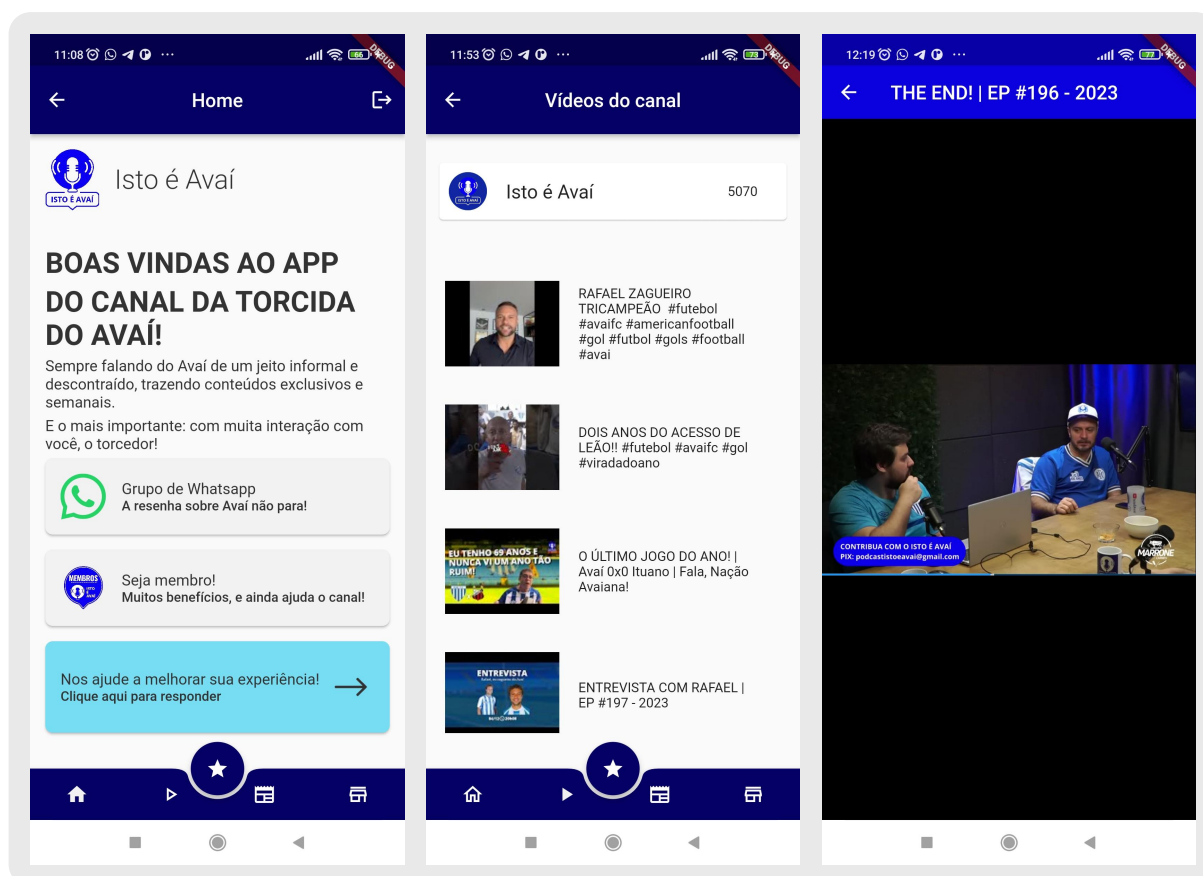 11:08
66
DEBUG
Home
ISTO É AVAÍ
Isto é Avaí
BOAS VINDAS AO APP
DO CANAL DA TORCIDA
DO AVAÍ!
Sempre falando do Avaí de um jeito informal e
descontraído, trazendo conteúdos exclusivos e
semanais.
E o mais importante: com muita interação com
você, o torcedor!
Grupo de Whatsapp
A resenha sobre Avaí não para!
MEMBROS
Seja membro!
Muitos benefícios, e ainda ajuda o canal!
Nos ajude a melhorar sua experiência!
Clique aqui para responder
11:53
73
DEBUG
Vídeos do canal
ISTO É AVAÍ
Isto é Avaí
5070
RAFAEL ZAGUEIRO
TRICAMPEÃO #futebol
#avaifc #americanfootball
#gol #futbol #gols #football
#avai
DOIS ANOS DO ACESSO DE
LEÃO!! #futebol #avaifc #gol
#viradadoano
EU TENHO 69 ANOS E
NUNCA VI UM ANO TÃO
RUIM!
O ÚLTIMO JOGO DO ANO! |
Avaí 0x0 Ituano | Fala, Nação
Avaiana!
ENTREVISTA
ENTREVISTA COM RAFAEL |
EP #197 - 2023
12:19
77
DEBUG
THE END! | EP #196 - 2023
CONTRIBUA COM O ISTO É AVAÍ
PIX: podcastistoeavai@gmail.com
MARRONE